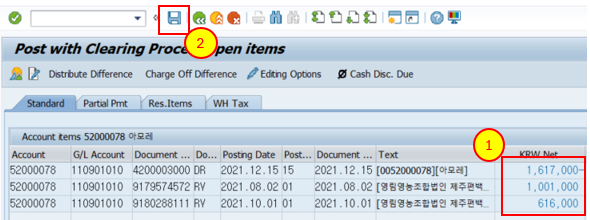 2
Post with Clearing Proce open items
Distribute Difference Charge Off Difference Editing Options Cash Disc. Due
Standard Partial Pmt Res.Items WH Tax
1
Account items 52000078 아모레
Account G/L Account Document ... Do... Posting Date Post... Document ... Text KRW Net
52000078 110901010 4200003000 DR 2021.12.15 15 2021.12.15 [0052000078][아모레] 1,617,000-
52000078 110901010 9179574572 RV 2021.08.02 01 2021.08.02 [영림영농조합법인 제주편백... 1,001,000
52000078 110901010 9180288111 RV 2021.10.01 01 2021.10.01 [영림영농조합법인 제주편백... 616,000